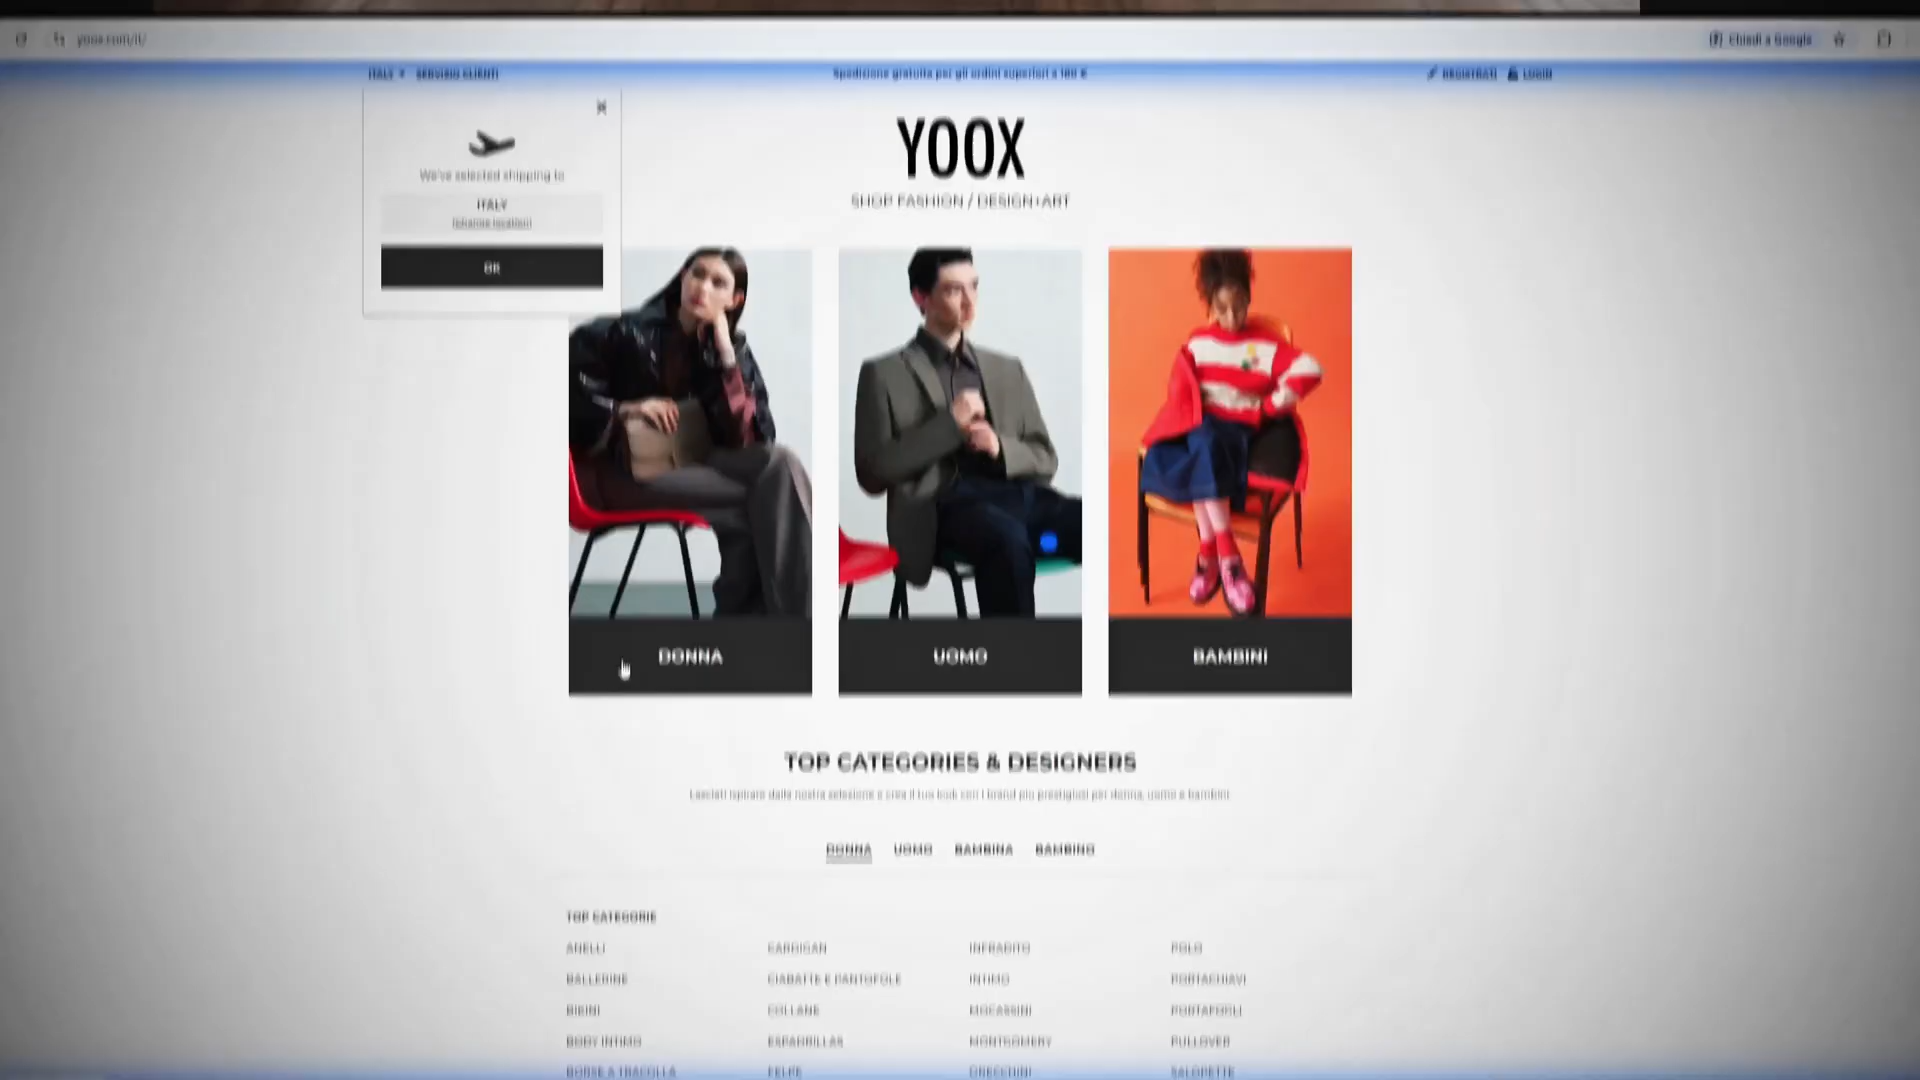 yoox.com/it/
Chiedi a Google
ITALY SERVIZIO CLIENTI
Spedizione gratuita per gli ordini superiori a 100 €
REGISTRATI LOGIN
We've selected shipping to
ITALY
(change location)
OK
YOOX
SHOP FASHION / DESIGN+ART
DONNA
UOMO
BAMBINI
TOP CATEGORIES & DESIGNERS
Lasciati ispirare dalla nostra selezione e crea il tuo look con i brand più prestigiosi per donna, uomo e bambini
DONNA UOMO BAMBINA BAMBINO
TOP CATEGORIE
ANELLI CARDIGAN INFRADITO POLO
BALLERINE CIABATTE E PANTOFOLE INTIMO PORTACHIAVI
BIKINI COLLANE MOCASSINI PORTAFOGLI
BODY INTIMO ESPADRILLAS MONTGOMERY PULLOVER
BORSE A TRACOLLA FELPE ORECCHINI SALOPETTE